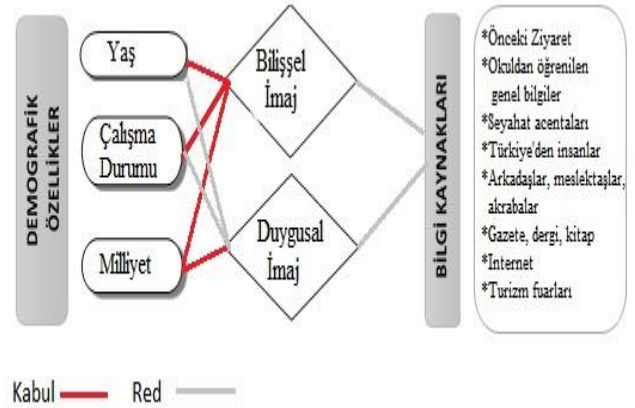 DEMOGRAFİK
ÖZELLİKLER
Yaş
Çalışma
Durumu
Milliyet
Bilişsel
İmaj
Duygusal
İmaj
BİLGİ KAYNAKLARI
*Önceki Ziyaret
*Okuldan öğrenilen
genel bilgiler
*Seyahat acentaları
*Türkiye'den insanlar
*Arkadaşlar, meslektaşlar,
akrabalar
*Gazete, dergi, kitap
*Internet
*Turizm fuarları
Kabul Red